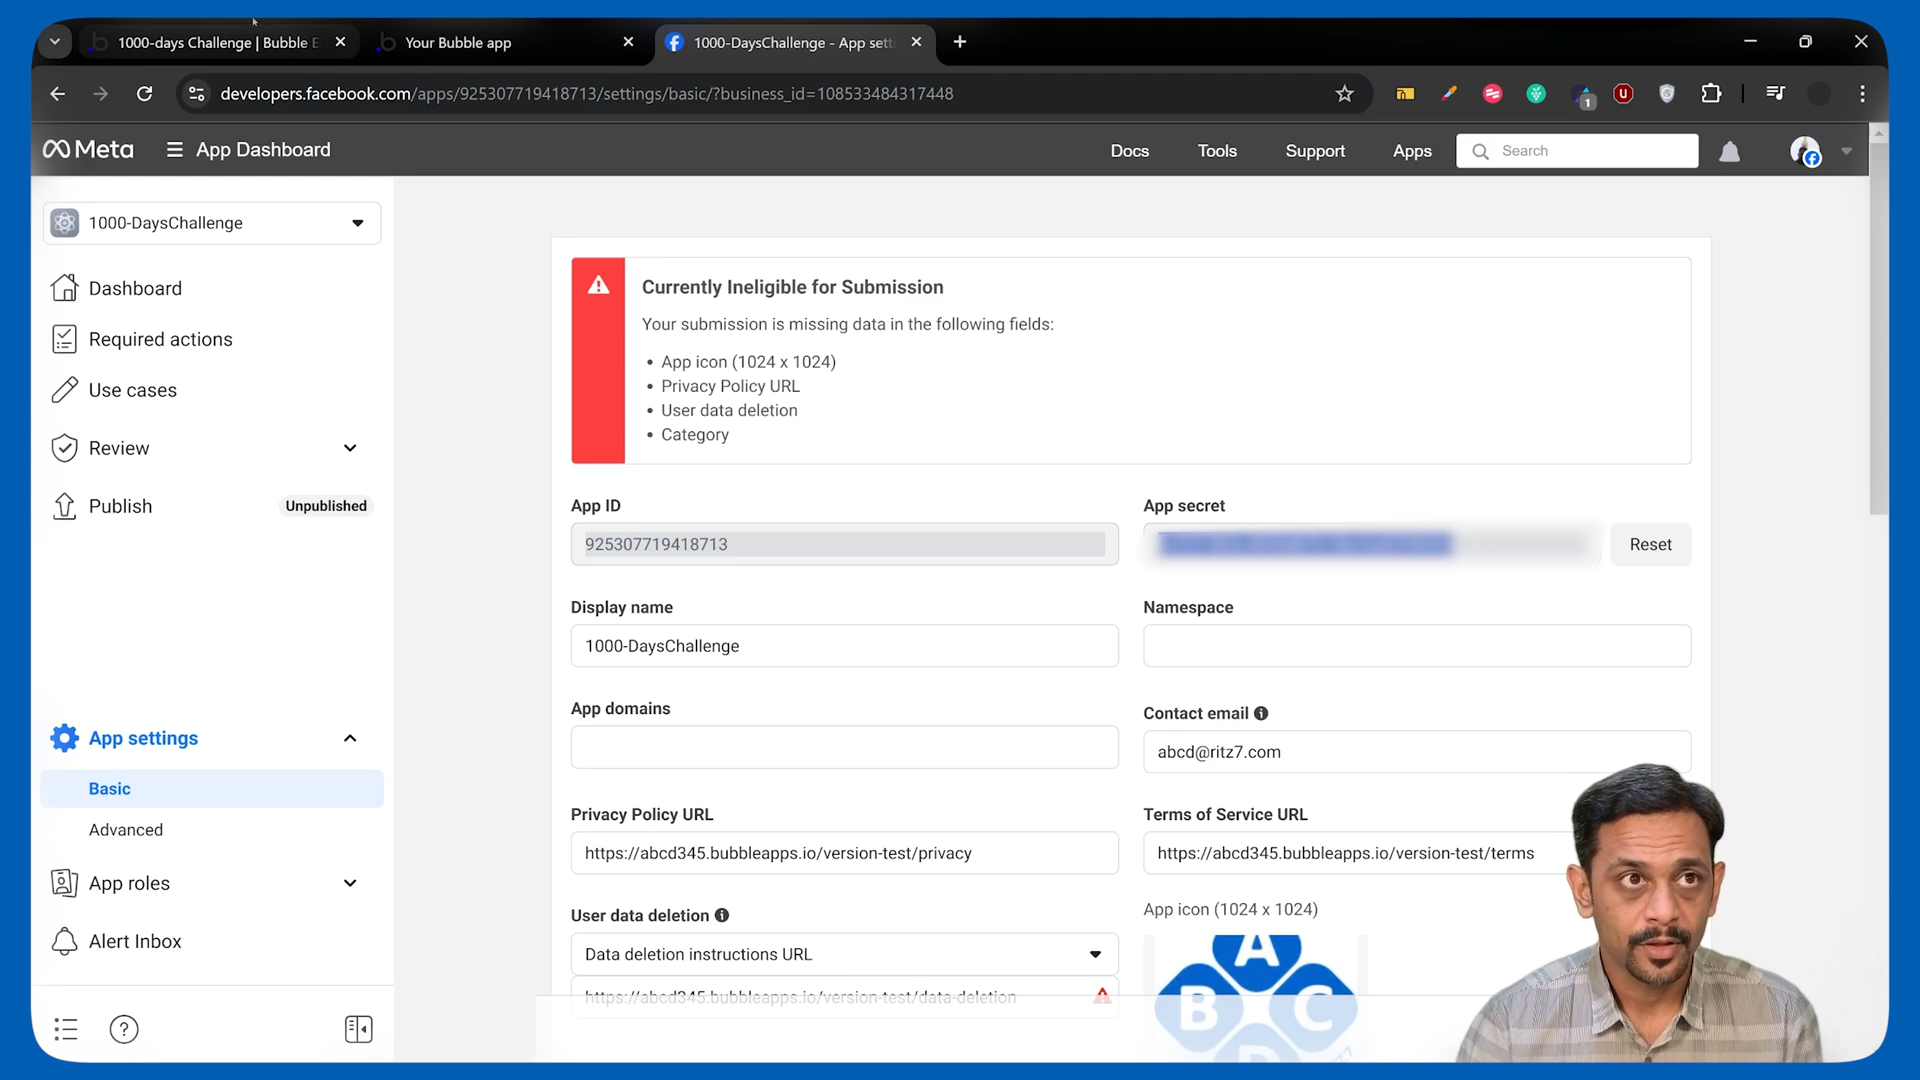 1000-days Challenge | Bubble E
Your Bubble app
1000-DaysChallenge - App sett
developers.facebook.com/apps/925307719418713/settings/basic/?business_id=108533484317448
1
Meta
App Dashboard
Docs
Tools
Support
Apps
Search
1000-DaysChallenge
Dashboard
Required actions
Use cases
Review
Publish
Unpublished
App settings
Basic
Advanced
App roles
Alert Inbox
Currently Ineligible for Submission
Your submission is missing data in the following fields:
• App icon (1024 x 1024)
• Privacy Policy URL
• User data deletion
• Category
App ID
925307719418713
App secret
Reset
Display name
1000-DaysChallenge
Namespace
App domains
Contact email
abcd@ritz7.com
Privacy Policy URL
https://abcd345.bubbleapps.io/version-test/privacy
Terms of Service URL
https://abcd345.bubbleapps.io/version-test/terms
User data deletion
Data deletion instructions URL
https://abcd345.bubbleapps.io/version-test/data-deletion
App icon (1024 x 1024)
A
B C
D